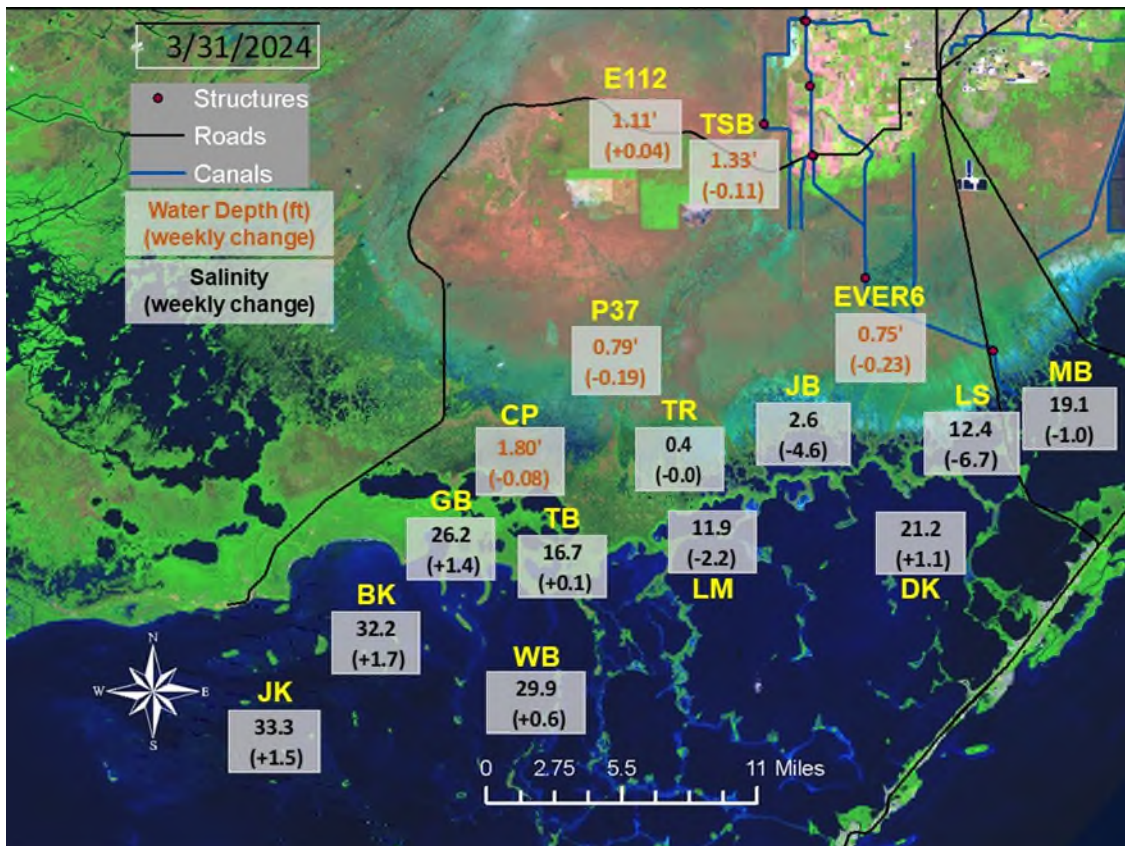 3/31/2024
Structures
Roads
Canals
Water Depth (ft)
(weekly change)
Salinity
(weekly change)
E112
1.11'
(+0.04)
TSB
1.33'
(-0.11)
P37
0.79'
(-0.19)
EVER6
0.75'
(-0.23)
CP
1.80'
(-0.08)
TR
0.4
(-0.0)
JB
2.6
(-4.6)
LS
12.4
(-6.7)
MB
19.1
(-1.0)
GB
26.2
(+1.4)
TB
16.7
(+0.1)
11.9
(-2.2)
LM
21.2
(+1.1)
DK
BK
32.2
(+1.7)
WB
29.9
(+0.6)
JK
33.3
(+1.5)
N
W E
S
0 2.75 5.5 11 Miles